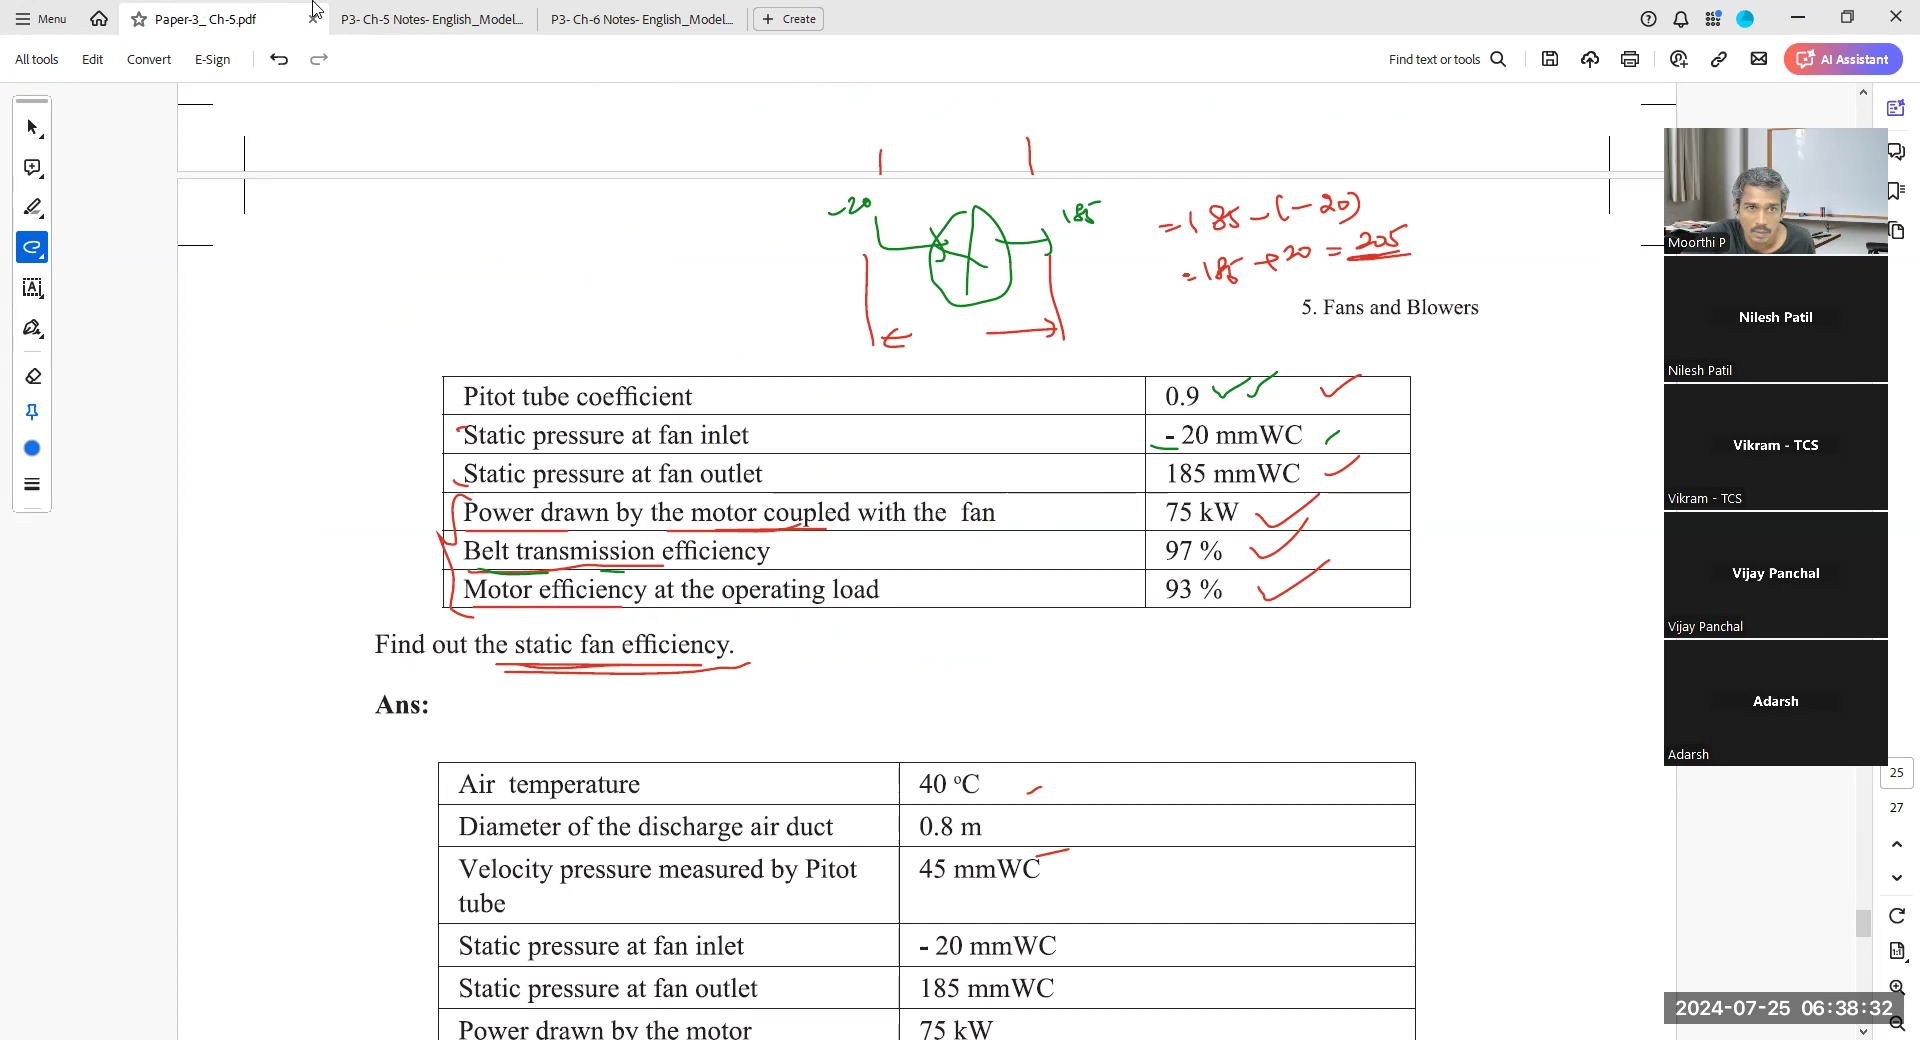 Menu
Paper-3_ Ch-5.pdf
P3- Ch-5 Notes- English_Model...
P3- Ch-6 Notes- English_Model...
+ Create
All tools
Edit
Convert
E-Sign
Find text or tools
AI Assistant
-20
185
= 185 - (-20)
= 185 + 20 = 205
5. Fans and Blowers
Pitot tube coefficient 0.9
Static pressure at fan inlet - 20 mmWC
Static pressure at fan outlet 185 mmWC
Power drawn by the motor coupled with the fan 75 kW
Belt transmission efficiency 97 %
Motor efficiency at the operating load 93 %
Find out the static fan efficiency.
Ans:
Air temperature 40 °C
Diameter of the discharge air duct 0.8 m
Velocity pressure measured by Pitot 45 mmWC
tube
Static pressure at fan inlet - 20 mmWC
Static pressure at fan outlet 185 mmWC
Power drawn by the motor 75 kW
Moorthi P
Nilesh Patil
Nilesh Patil
Vikram - TCS
Vikram - TCS
Vijay Panchal
Vijay Panchal
Adarsh
Adarsh
25
27
1:1
2024-07-25 06:38:32